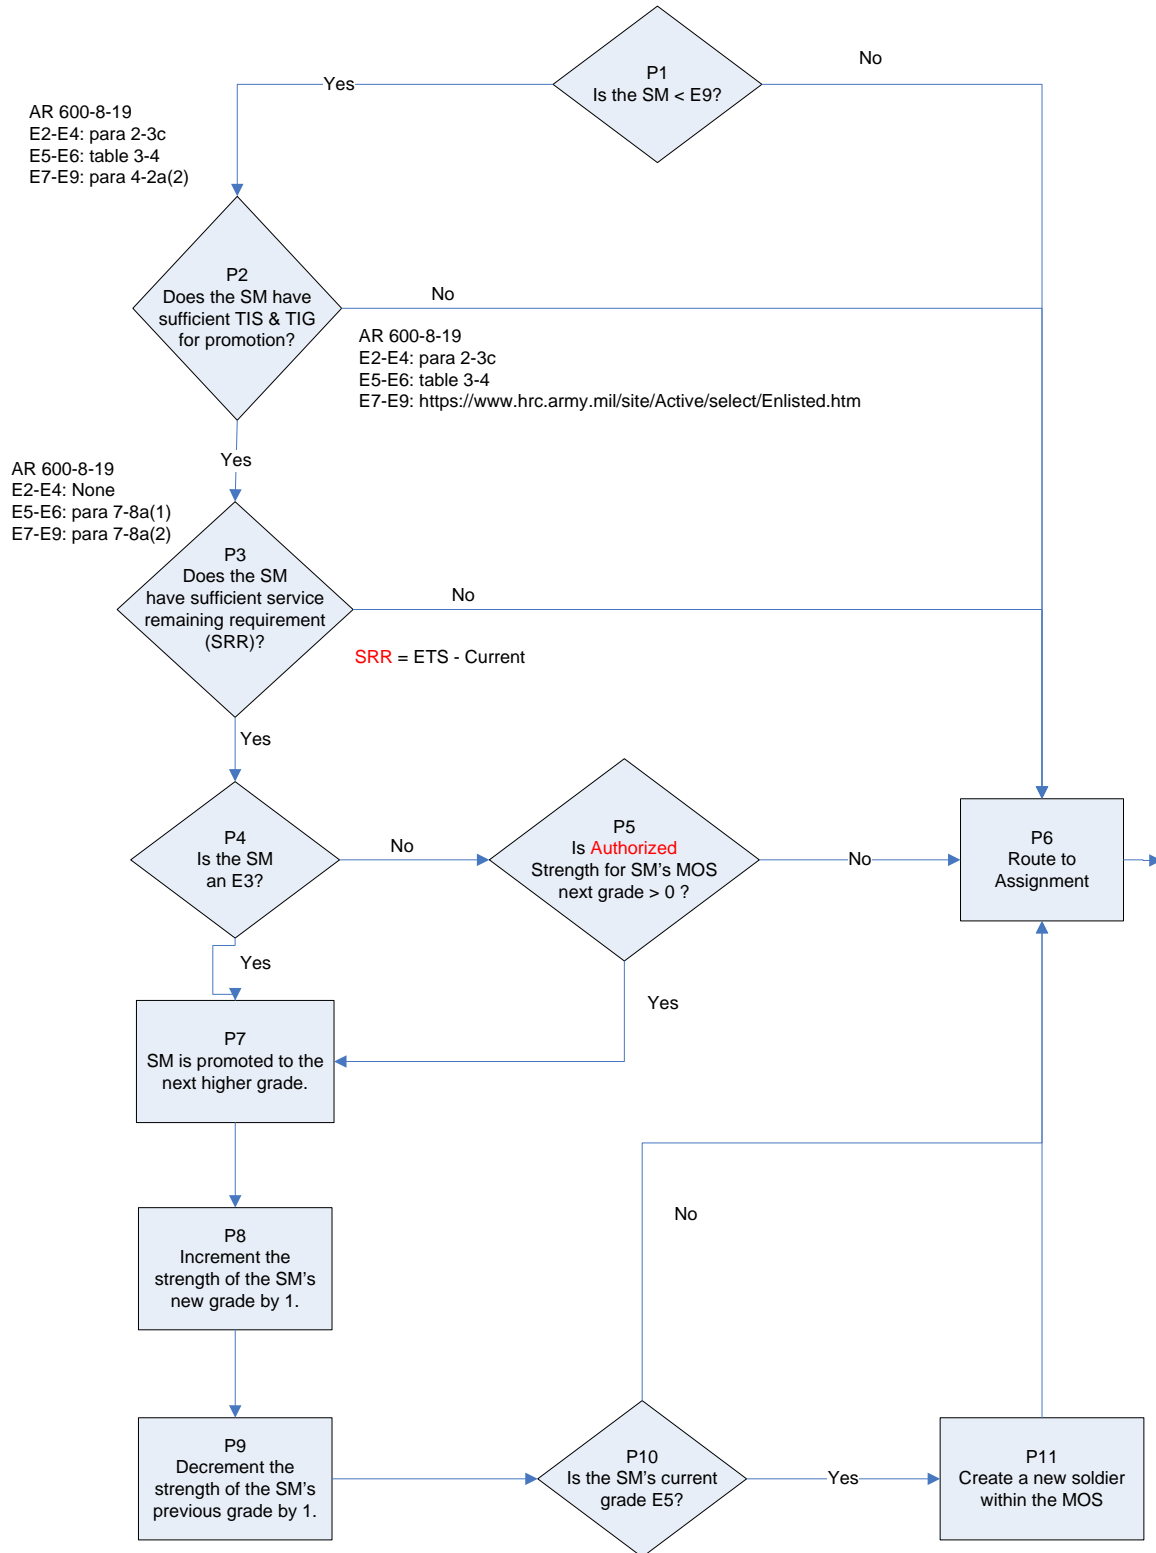 P1
Is the SM < E9?
No
Yes
AR 600-8-19
E2-E4: para 2-3c
E5-E6: table 3-4
E7-E9: para 4-2a(2)
P2
Does the SM have
sufficient TIS & TIG
for promotion?
No
AR 600-8-19
E2-E4: para 2-3c
E5-E6: table 3-4
E7-E9: https://www.hrc.army.mil/site/Active/select/Enlisted.htm
Yes
AR 600-8-19
E2-E4: None
E5-E6: para 7-8a(1)
E7-E9: para 7-8a(2)
P3
Does the SM
have sufficient service
remaining requirement
(SRR)?
No
SRR = ETS - Current
Yes
P4
Is the SM
an E3?
No
P5
Is Authorized
Strength for SM’s MOS
next grade > 0 ?
No
P6
Route to
Assignment
Yes
Yes
P7
SM is promoted to the
next higher grade.
P8
Increment the
strength of the SM’s
new grade by 1.
No
P9
Decrement the
strength of the SM’s
previous grade by 1.
P10
Is the SM’s current
grade E5?
Yes
P11
Create a new soldier
within the MOS